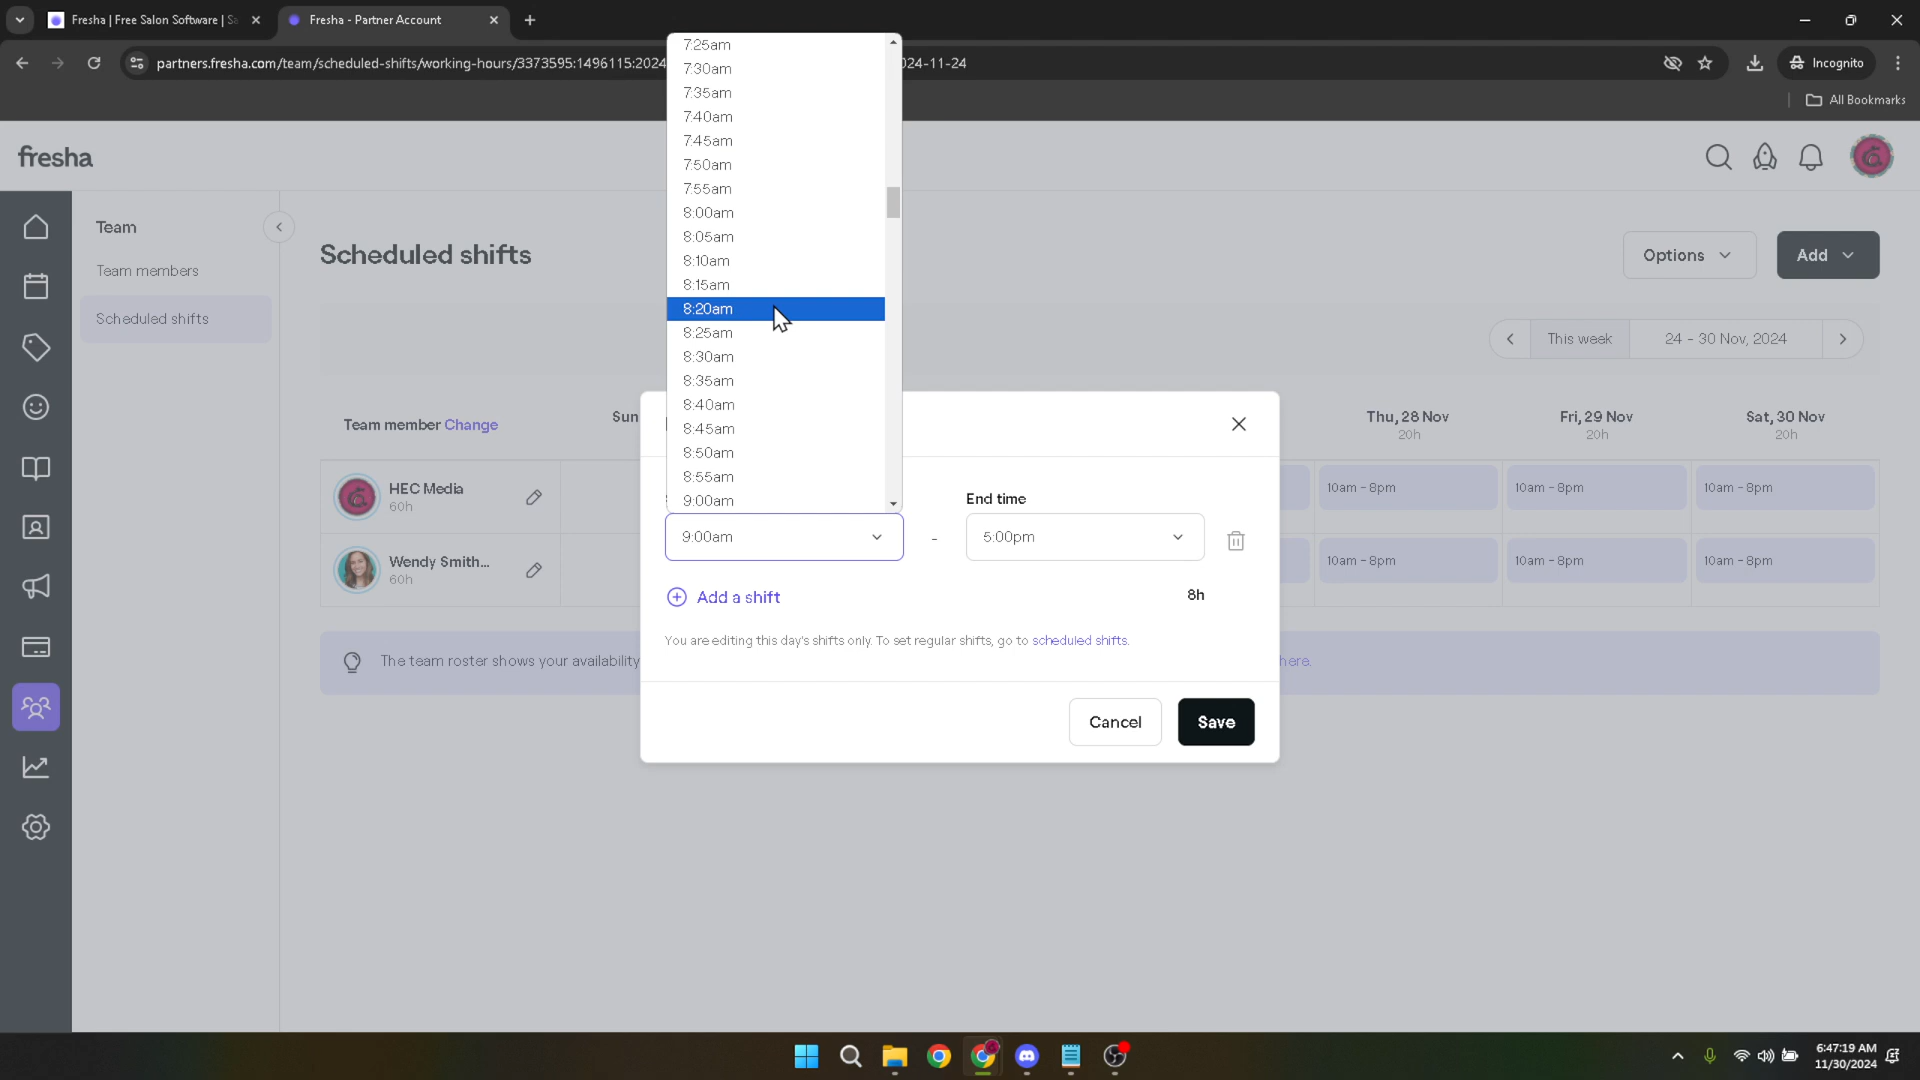 Fresha | Free Salon Software | Sa
Fresha - Partner Account
partners.fresha.com/team/scheduled-shifts/working-hours/3373595:1496115:2024
024-11-24
Incognito
All Bookmarks
fresha
7:25am
7:30am
7:35am
7:40am
7:45am
7:50am
7:55am
8:00am
8:05am
8:10am
8:15am
8:20am
8:25am
8:30am
8:35am
8:40am
8:45am
8:50am
8:55am
9:00am
Team
Team members
Scheduled shifts
Scheduled shifts
Options
Add
This week
24 - 30 Nov, 2024
Team member Change
Sun
Thu, 28 Nov
20h
Fri, 29 Nov
20h
Sat, 30 Nov
20h
HEC Media
60h
10am - 8pm
10am - 8pm
10am - 8pm
Wendy Smith...
60h
10am - 8pm
10am - 8pm
10am - 8pm
End time
9:00am
-
5:00pm
Add a shift
8h
You are editing this day's shifts only. To set regular shifts, go to scheduled shifts.
The team roster shows your availability
here.
Cancel
Save
6:47:19 AM
11/30/2024